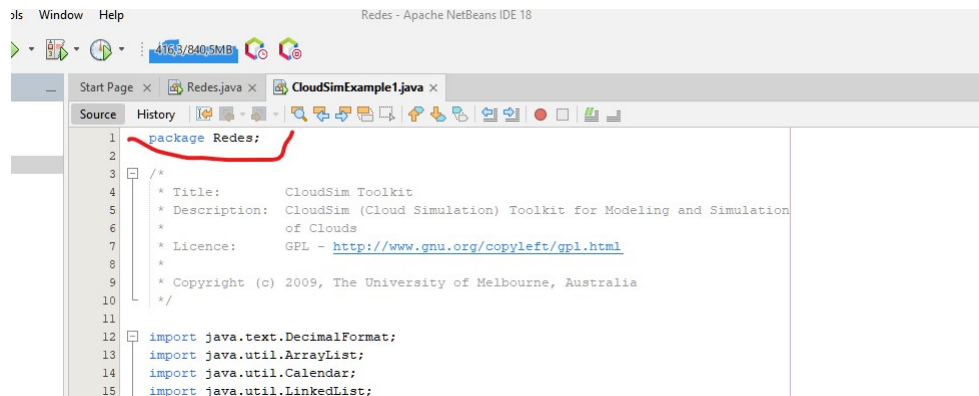 ols Window Help Redes - Apache NetBeans IDE 18
416,3/840,5MB
Start Page Redes.java CloudSimExample1.java
Source History
1 package Redes;
2
3 /*
4 * Title: CloudSim Toolkit
5 * Description: CloudSim (Cloud Simulation) Toolkit for Modeling and Simulation
6 * of Clouds
7 * Licence: GPL - http://www.gnu.org/copyleft/gpl.html
8 *
9 * Copyright (c) 2009, The University of Melbourne, Australia
10 */
11
12 import java.text.DecimalFormat;
13 import java.util.ArrayList;
14 import java.util.Calendar;
15 import java.util.LinkedList;